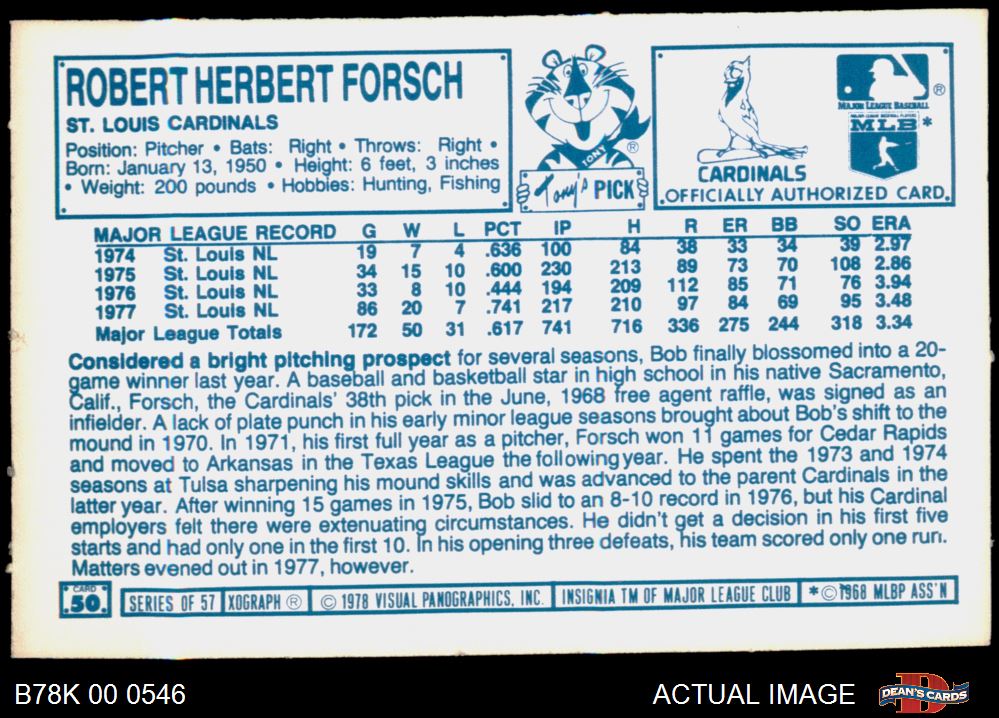 ROBERT HERBERT FORSCH
ST. LOUIS CARDINALS
Position: Pitcher • Bats: Right • Throws: Right •
Born: January 13, 1950 • Height: 6 feet, 3 inches
• Weight: 200 pounds • Hobbies: Hunting, Fishing
TONY
®
Tony's PICK
CARDINALS
®
MAJOR LEAGUE BASEBALL
MAJOR LEAGUE BASEBALL PLAYERS
MLB *
OFFICIALLY AUTHORIZED CARD.
MAJOR LEAGUE RECORD G W L PCT IP H R ER BB SO ERA
1974 St. Louis NL 19 7 4 .636 100 84 38 33 34 39 2.97
1975 St. Louis NL 34 15 10 .600 230 213 89 73 70 108 2.86
1976 St. Louis NL 33 8 10 .444 194 209 112 85 71 76 3.94
1977 St. Louis NL 86 20 7 .741 217 210 97 84 69 95 3.48
Major League Totals 172 50 31 .617 741 716 336 275 244 318 3.34
Considered a bright pitching prospect for several seasons, Bob finally blossomed into a 20-
game winner last year. A baseball and basketball star in high school in his native Sacramento,
Calif., Forsch, the Cardinals' 38th pick in the June, 1968 free agent raffle, was signed as an
infielder. A lack of plate punch in his early minor league seasons brought about Bob's shift to the
mound in 1970. In 1971, his first full year as a pitcher, Forsch won 11 games for Cedar Rapids
and moved to Arkansas in the Texas League the following year. He spent the 1973 and 1974
seasons at Tulsa sharpening his mound skills and was advanced to the parent Cardinals in the
latter year. After winning 15 games in 1975, Bob slid to an 8-10 record in 1976, but his Cardinal
employers felt there were extenuating circumstances. He didn't get a decision in his first five
starts and had only one in the first 10. In his opening three defeats, his team scored only one run.
Matters evened out in 1977, however.
CARD
50
SERIES OF 57 XOGRAPH ® © 1978 VISUAL PANOGRAPHICS, INC. INSIGNIA TM OF MAJOR LEAGUE CLUB *© 1968 MLBP ASS'N
B78K 00 0546
ACTUAL IMAGE
DEAN'S CARDS